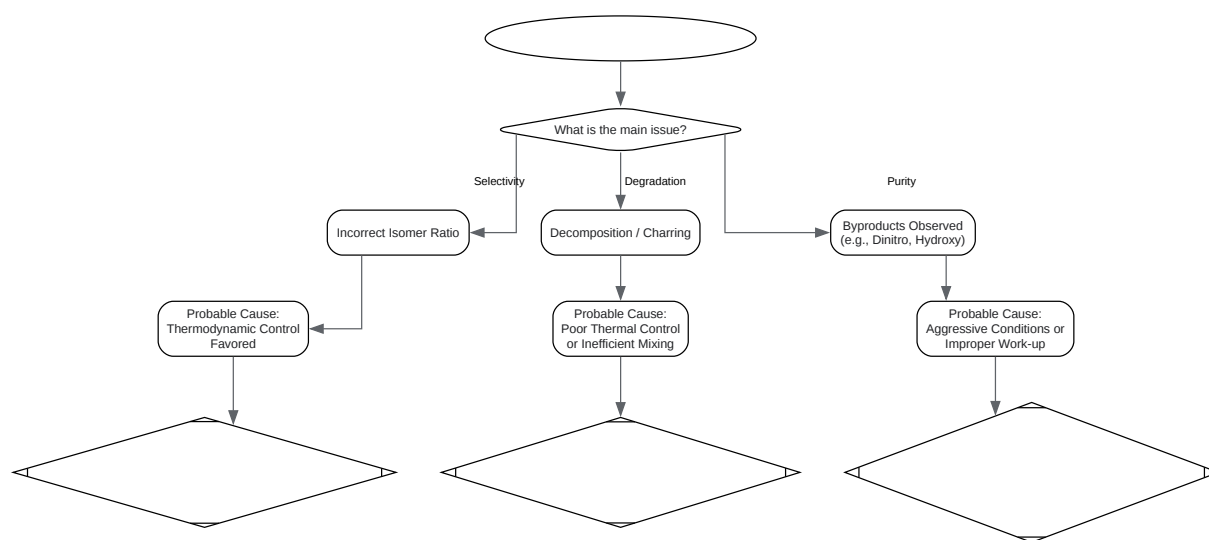 What is the main issue?
Selectivity
Degradation
Purity
Incorrect Isomer Ratio
Decomposition / Charring
Byproducts Observed
(e.g., Dinitro, Hydroxy)
Probable Cause:
Thermodynamic Control
Favored
Probable Cause:
Poor Thermal Control
or Inefficient Mixing
Probable Cause:
Aggressive Conditions or
Improper Work-up